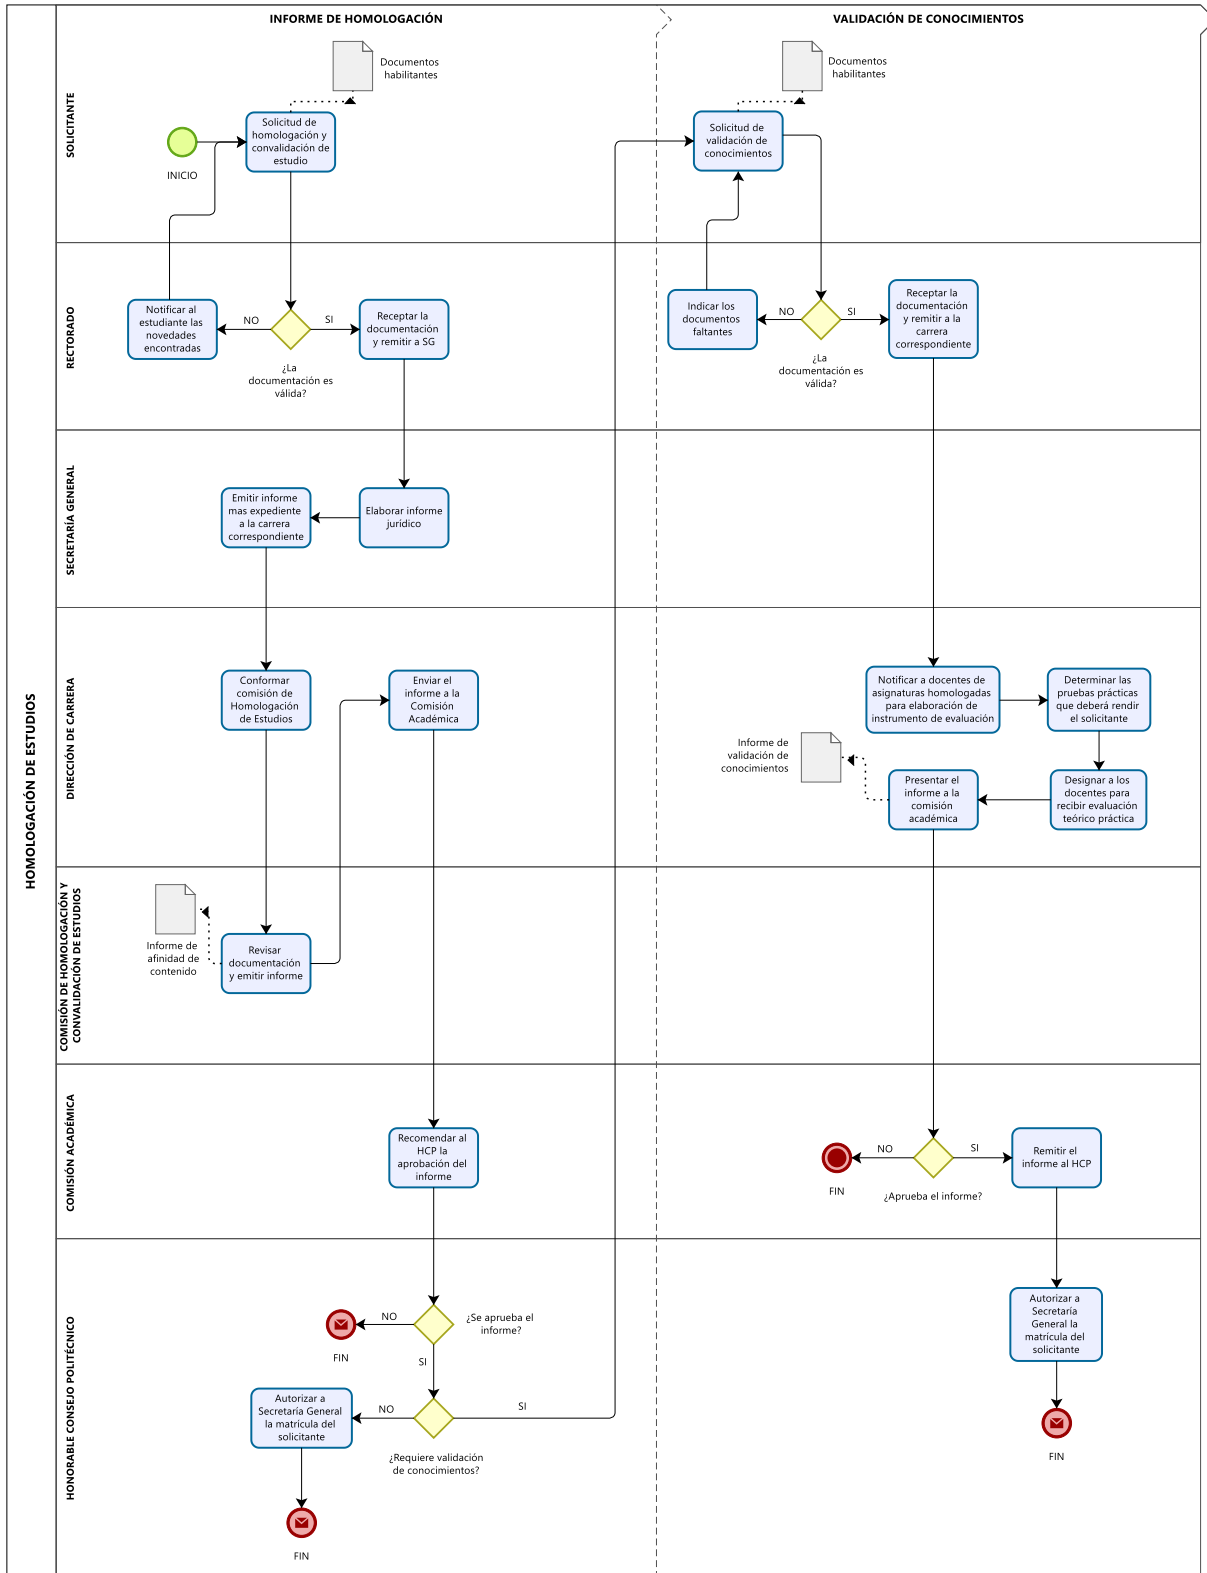 HOMOLOGACIÓN DE ESTUDIOS
INFORME DE HOMOLOGACIÓN
VALIDACIÓN DE CONOCIMIENTOS
SOLICITANTE
Documentos
habilitantes
Solicitud de
homologación y
convalidación de
estudio
INICIO
Documentos
habilitantes
Solicitud de
validación de
conocimientos
RECTORADO
Notificar al
estudiante las
novedades
encontradas
NO
SI
¿La
documentación es
válida?
Receptar la
documentación
y remitir a SG
Indicar los
documentos
faltantes
NO
SI
¿La
documentación es
válida?
Receptar la
documentación
y remitir a la
carrera
correspondiente
SECRETARÍA GENERAL
Emitir informe
mas expediente
a la carrera
correspondiente
Elaborar informe
jurídico
DIRECCIÓN DE CARRERA
Conformar
comisión de
Homologación
de Estudios
Enviar el
informe a la
Comisión
Académica
Notificar a docentes de
asignaturas homologadas
para elaboración de
instrumento de evaluación
Determinar las
pruebas prácticas
que deberá rendir
el solicitante
Informe de
validación de
conocimientos
Presentar el
informe a la
comisión
académica
Designar a los
docentes para
recibir evaluación
teórico práctica
COMISIÓN DE HOMOLOGACIÓN Y
CONVALIDACIÓN DE ESTUDIOS
Informe de
afinidad de
contenido
Revisar
documentación
y emitir informe
COMISIÓN ACADÉMICA
Recomendar al
HCP la
aprobación del
informe
FIN
NO
SI
¿Aprueba el informe?
Remitir el
informe al HCP
HONORABLE CONSEJO POLITÉCNICO
FIN
NO
¿Se aprueba el
informe?
SI
Autorizar a
Secretaría General
la matrícula del
solicitante
NO
SI
¿Requiere validación
de conocimientos?
FIN
Autorizar a
Secretaría
General la
matrícula del
solicitante
FIN